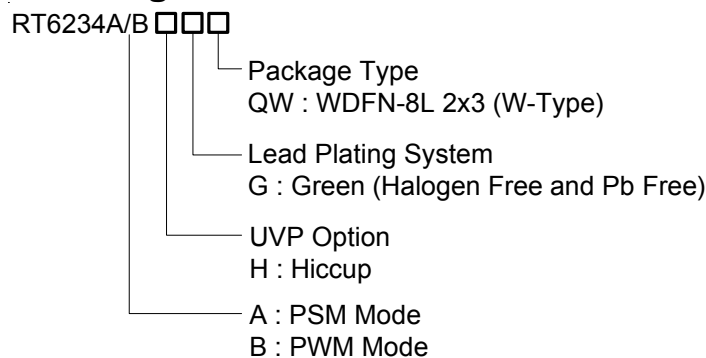 RT6234A/B □□□
Package Type
QW : WDFN-8L 2x3 (W-Type)
Lead Plating System
G : Green (Halogen Free and Pb Free)
UVP Option
H : Hiccup
A : PSM Mode
B : PWM Mode